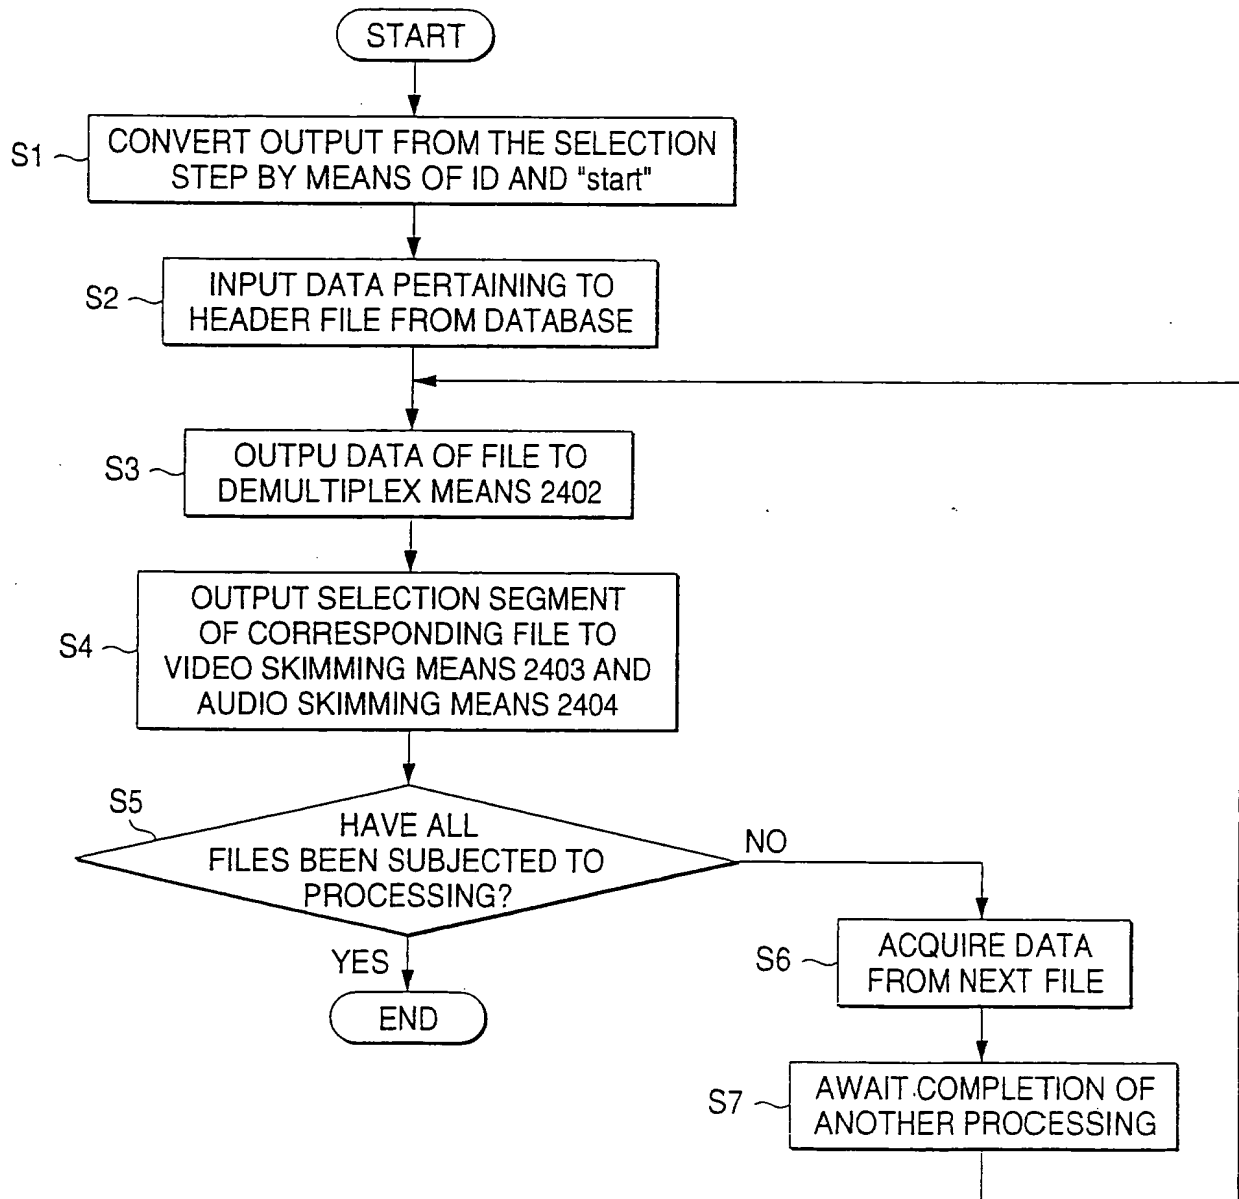 START
S1
CONVERT OUTPUT FROM THE SELECTION
STEP BY MEANS OF ID AND "start"
S2
INPUT DATA PERTAINING TO
HEADER FILE FROM DATABASE
S3
OUTPU DATA OF FILE TO
DEMULTIPLEX MEANS 2402
S4
OUTPUT SELECTION SEGMENT
OF CORRESPONDING FILE TO
VIDEO SKIMMING MEANS 2403 AND
AUDIO SKIMMING MEANS 2404
S5
HAVE ALL
FILES BEEN SUBJECTED TO
PROCESSING?
NO
YES
END
S6
ACQUIRE DATA
FROM NEXT FILE
S7
AWAIT COMPLETION OF
ANOTHER PROCESSING